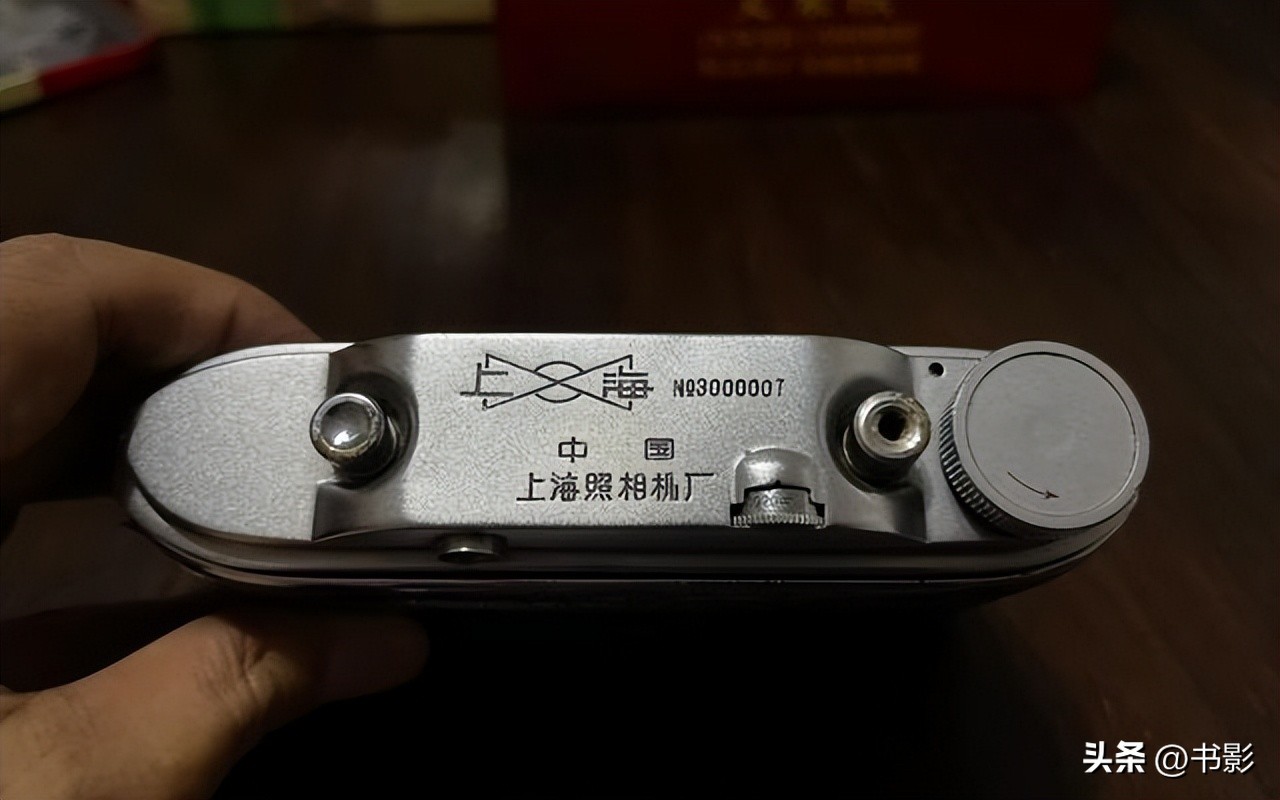 上海 №3000007
中国
上海照相机厂
头条 @书影